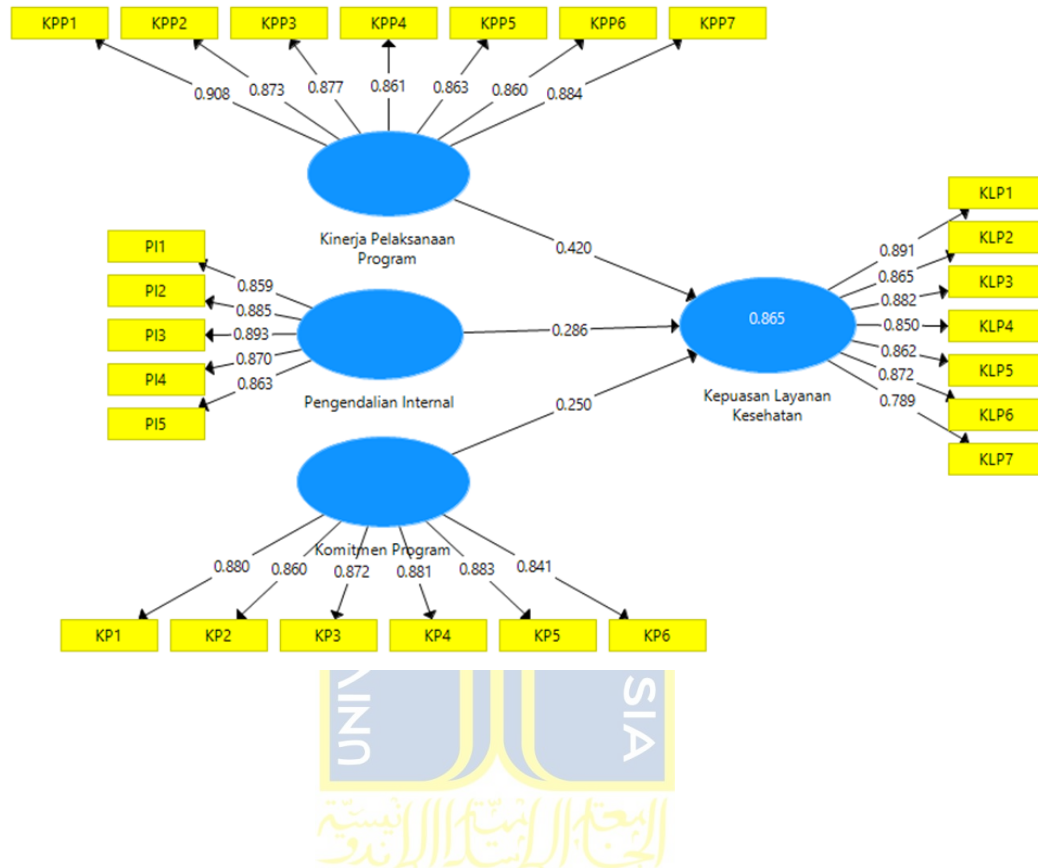 KPP1 KPP2 KPP3 KPP4 KPP5 KPP6 KPP7
0.908 0.873 0.877 0.861 0.863 0.860 0.884
Kinerja Pelaksanaan
Program
0.420
PI1
PI2
PI3
PI4
PI5
0.859
0.885
0.893
0.870
0.863
Pengendalian Internal
0.286
0.865
Kepuasan Layanan
Kesehatan
0.250
KLP1
KLP2
KLP3
KLP4
KLP5
KLP6
KLP7
0.891
0.865
0.882
0.850
0.862
0.872
0.789
Komitmen Program
0.880 0.860 0.872 0.881 0.883 0.841
KP1 KP2 KP3 KP4 KP5 KP6
SIA